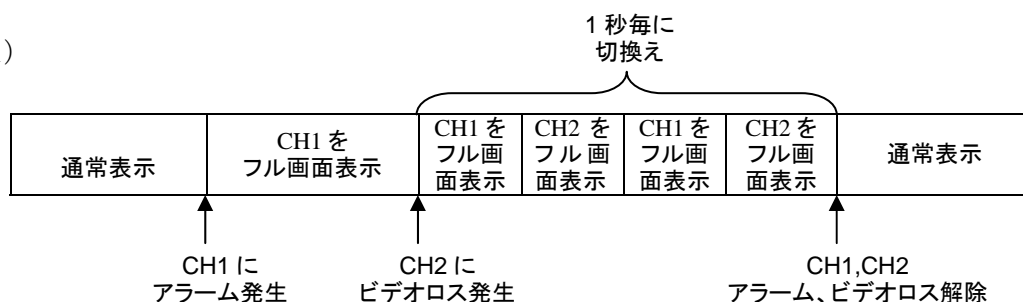 )
1 秒毎に
切換え
通常表示
CH1 を
フル画面表示
CH1 を
フル画
面表示
CH2 を
フル画
面表示
CH1 を
フル画
面表示
CH2 を
フル画
面表示
通常表示
CH1 に
アラーム発生
CH2 に
ビデオロス発生
CH1,CH2
アラーム、ビデオロス解除